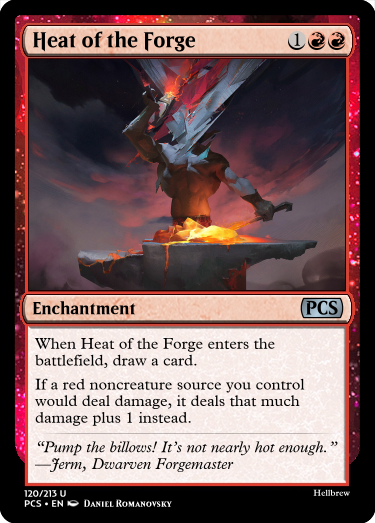 Heat of the Forge 1
Enchantment PCS
When Heat of the Forge enters the
battlefield, draw a card.
If a red noncreature source you control
would deal damage, it deals that much
damage plus 1 instead.
“Pump the billows! It’s not nearly hot enough.”
—Jerm, Dwarven Forgemaster
120/213 U
Hellbrew
PCS • EN Daniel Romanovsky